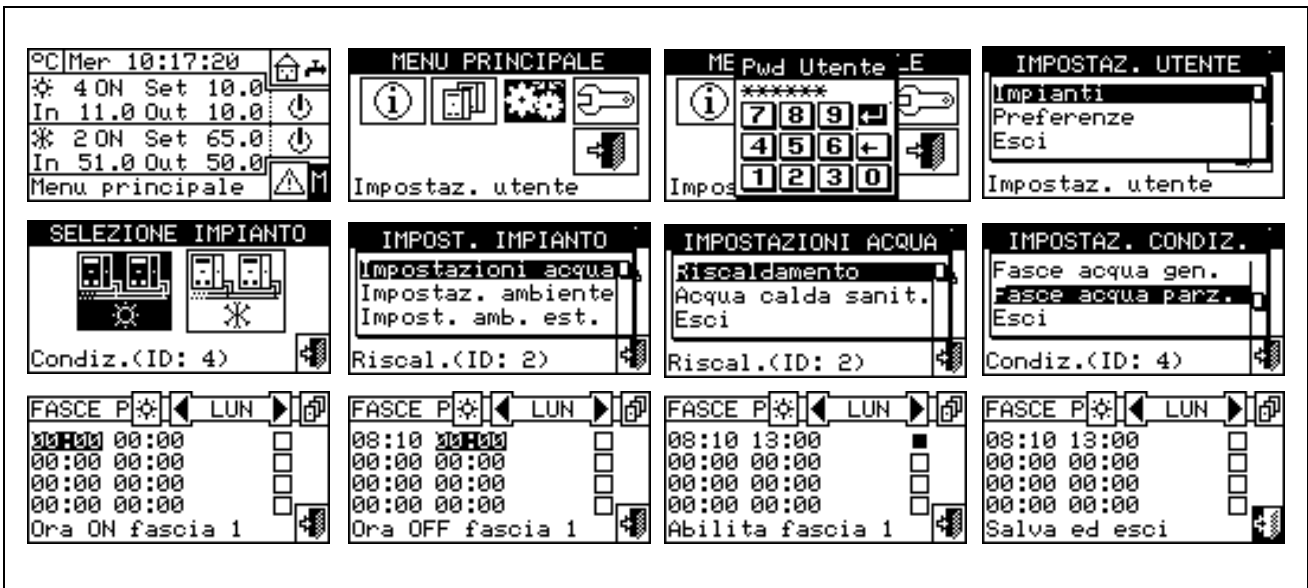 ºC Mer 10:17:20
4 ON Set 10.0
In 11.0 Out 10.0
2 ON Set 65.0
In 51.0 Out 50.0
Menu principale M
MENU PRINCIPALE
Impostaz. utente
ME Pwd Utente LE
******
7 8 9
4 5 6
1 2 3 0
Impos
IMPOSTAZ. UTENTE
Impianti
Preferenze
Esci
Impostaz. utente
SELEZIONE IMPIANTO
Condiz.(ID: 4)
IMPOST. IMPIANTO
Impostazioni acqua
Impostaz. ambiente
Impost. amb. est.
Riscal.(ID: 2)
IMPOSTAZIONI ACQUA
Riscaldamento
Acqua calda sanit.
Esci
Riscal.(ID: 2)
IMPOSTAZ. CONDIZ.
Fasce acqua gen.
Fasce acqua parz.
Esci
Condiz.(ID: 4)
FASCE P LUN
00:00 00:00
00:00 00:00
00:00 00:00
00:00 00:00
Ora ON fascia 1
FASCE P LUN
08:10 00:00
00:00 00:00
00:00 00:00
00:00 00:00
Ora OFF fascia 1
FASCE P LUN
08:10 13:00
00:00 00:00
00:00 00:00
00:00 00:00
Abilita fascia 1
FASCE P LUN
08:10 13:00
00:00 00:00
00:00 00:00
00:00 00:00
Salva ed esci